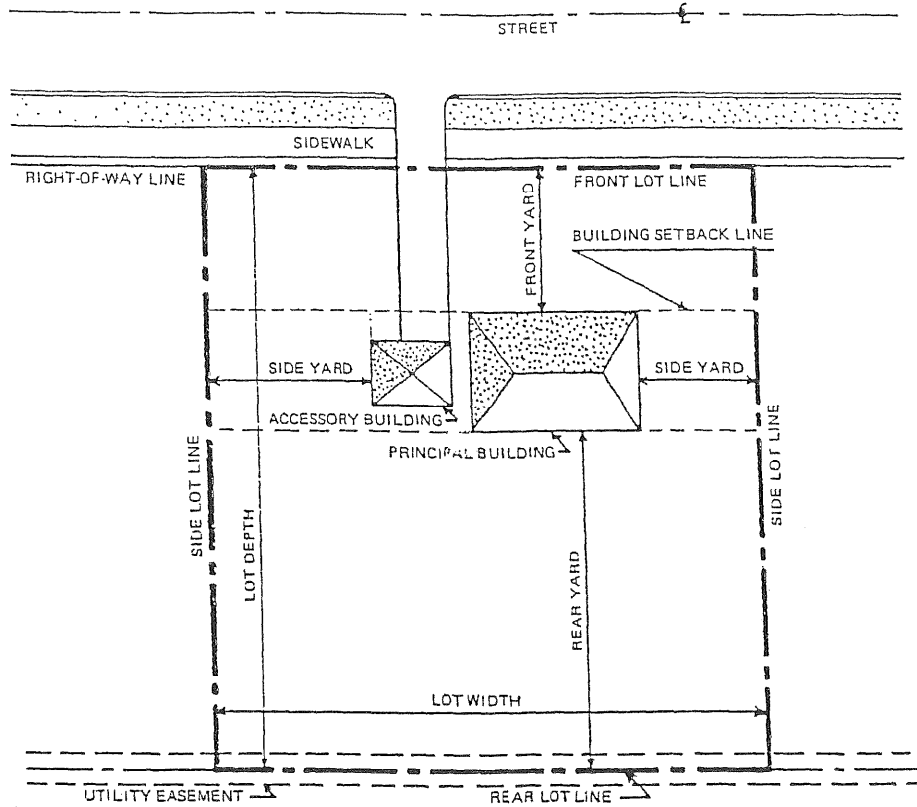 ℄
STREET
SIDEWALK
RIGHT-OF-WAY LINE
FRONT LOT LINE
FRONT YARD
BUILDING SETBACK LINE
SIDE YARD
SIDE YARD
ACCESSORY BUILDING
PRINCIPAL BUILDING
SIDE LOT LINE
LOT DEPTH
REAR YARD
SIDE LOT LINE
LOT WIDTH
UTILITY EASEMENT
REAR LOT LINE